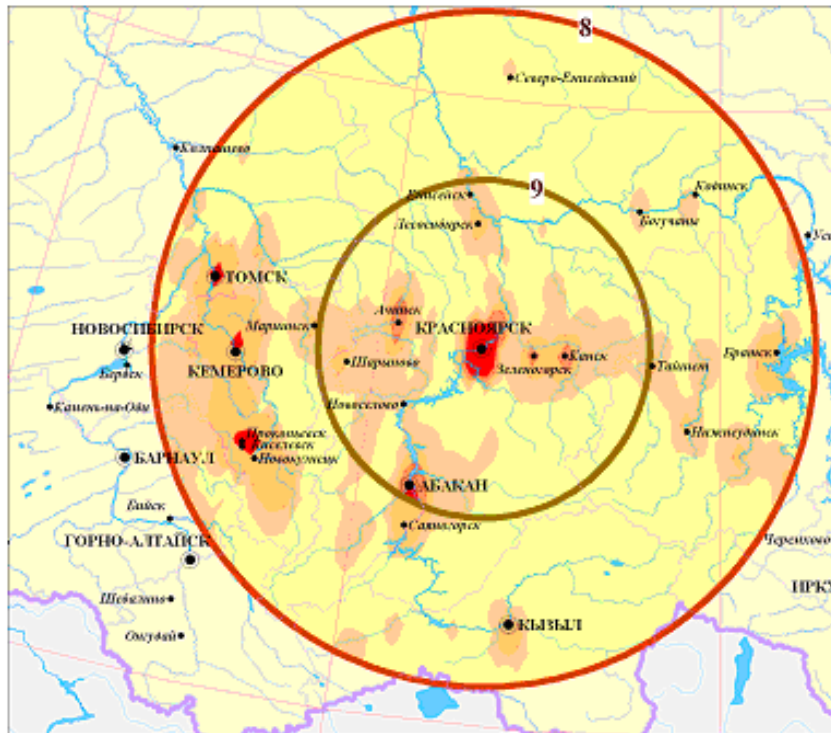 8
Северо-Енисейский
Колпашево
9
Енисейск
Кодинск
Богучаны
Лесосибирск
Ус
ТОМСК
Ачинск
Мариинск
КРАСНОЯРСК
НОВОСИБИРСК
КЕМЕРОВО
Шарыпово
Зеленогорск
Канск
Тайшет
Братск
Бердск
Камень-на-Оби
Новоселово
Прокопьевск
Киселевск
Новокузнецк
Нижнеудинск
БАРНАУЛ
АБАКАН
Бийск
Саяногорск
ГОРНО-АЛТАЙСК
Черемхово
ИРКУ
Шебалино
КЫЗЫЛ
Онгудай